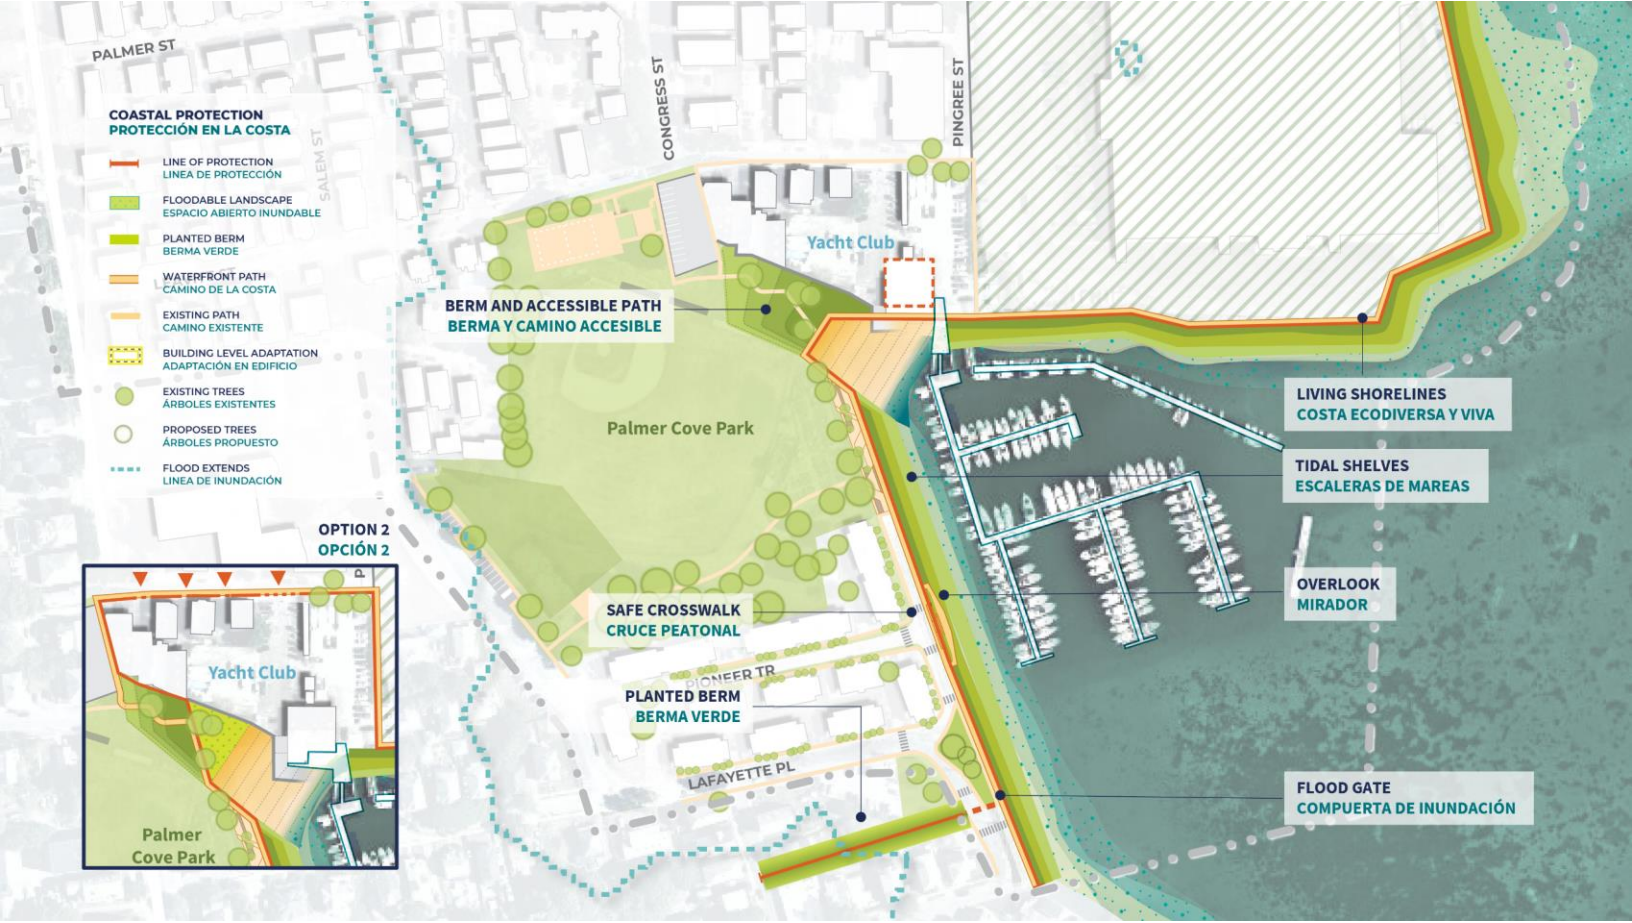 PALMER ST
COASTAL PROTECTION
PROTECCIÓN EN LA COSTA
LINE OF PROTECTION
LINEA DE PROTECCIÓN
FLOODABLE LANDSCAPE
ESPACIO ABIERTO INUNDABLE
PLANTED BERM
BERMA VERDE
WATERFRONT PATH
CAMINO DE LA COSTA
EXISTING PATH
CAMINO EXISTENTE
BUILDING LEVEL ADAPTATION
ADAPTACIÓN EN EDIFICIO
EXISTING TREES
ÁRBOLES EXISTENTES
PROPOSED TREES
ÁRBOLES PROPUESTO
FLOOD EXTENDS
LINEA DE INUNDACIÓN
SALEM ST
CONGRESS ST
PINGREE ST
Yacht Club
BERM AND ACCESSIBLE PATH
BERMA Y CAMINO ACCESIBLE
Palmer Cove Park
LIVING SHORELINES
COSTA ECODIVERSA Y VIVA
TIDAL SHELVES
ESCALERAS DE MAREAS
OVERLOOK
MIRADOR
SAFE CROSSWALK
CRUCE PEATONAL
PIONEER TR
PLANTED BERM
BERMA VERDE
LAFAYETTE PL
FLOOD GATE
COMPUERTA DE INUNDACIÓN
OPTION 2
OPCIÓN 2
P
Yacht Club
Palmer
Cove Park